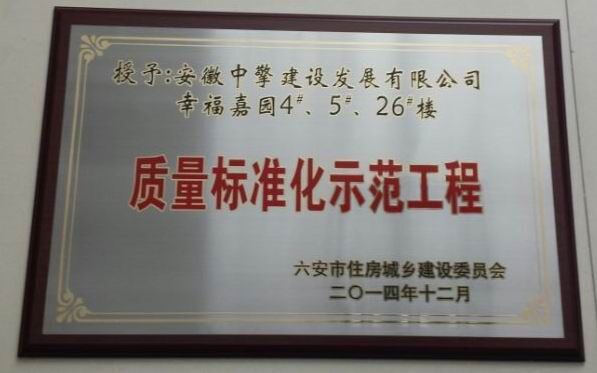 授予:安徽中擎建设发展有限公司
幸福嘉园4#、5#、26#楼
质量标准化示范工程
六安市住房城乡建设委员会
二〇一四年十二月